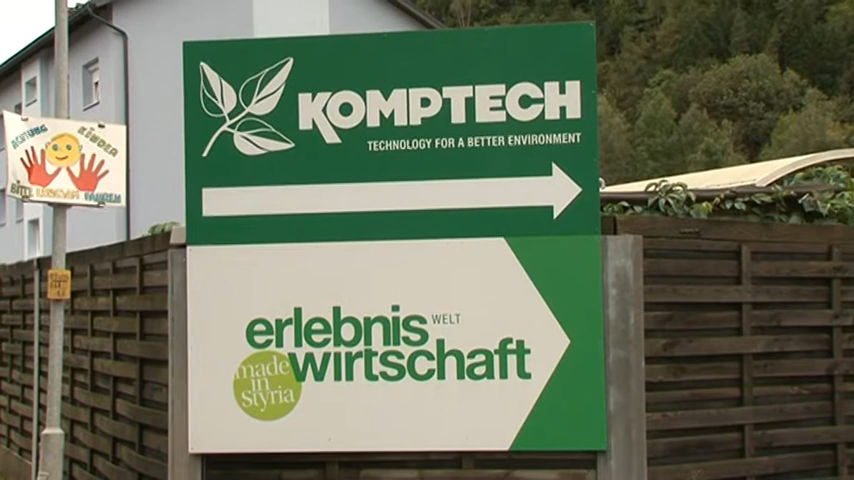 KOMPTECH
TECHNOLOGY FOR A BETTER ENVIRONMENT
erlebnis WELT
wirtschaft
made
in
Styria
ACHTUNG KINDER
BITTE LANGSAM FAHREN